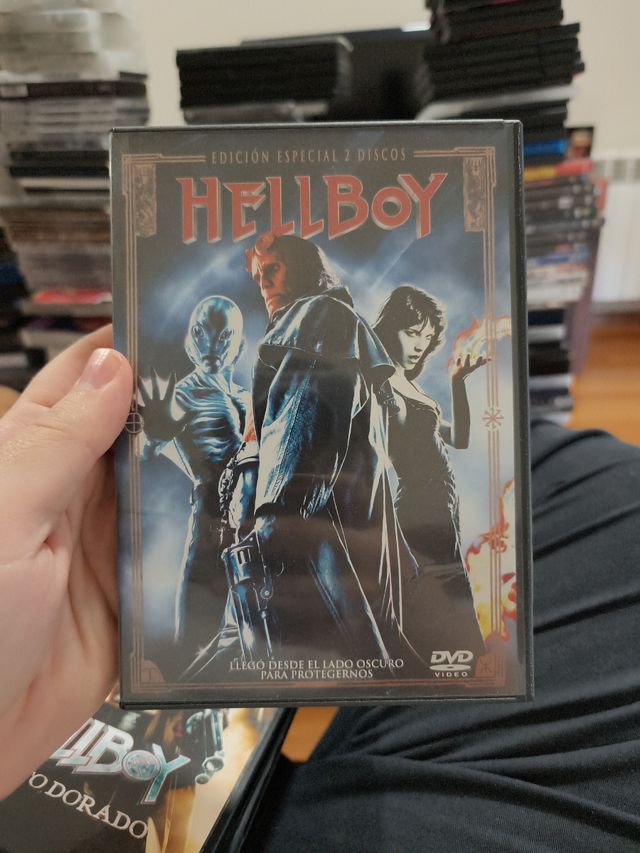 EDICIÓN ESPECIAL 2 DISCOS
HELLBOY
LLEGÓ DESDE EL LADO OSCURO
PARA PROTEGERNOS
DVD
VIDEO
LLBOY
O DORADO